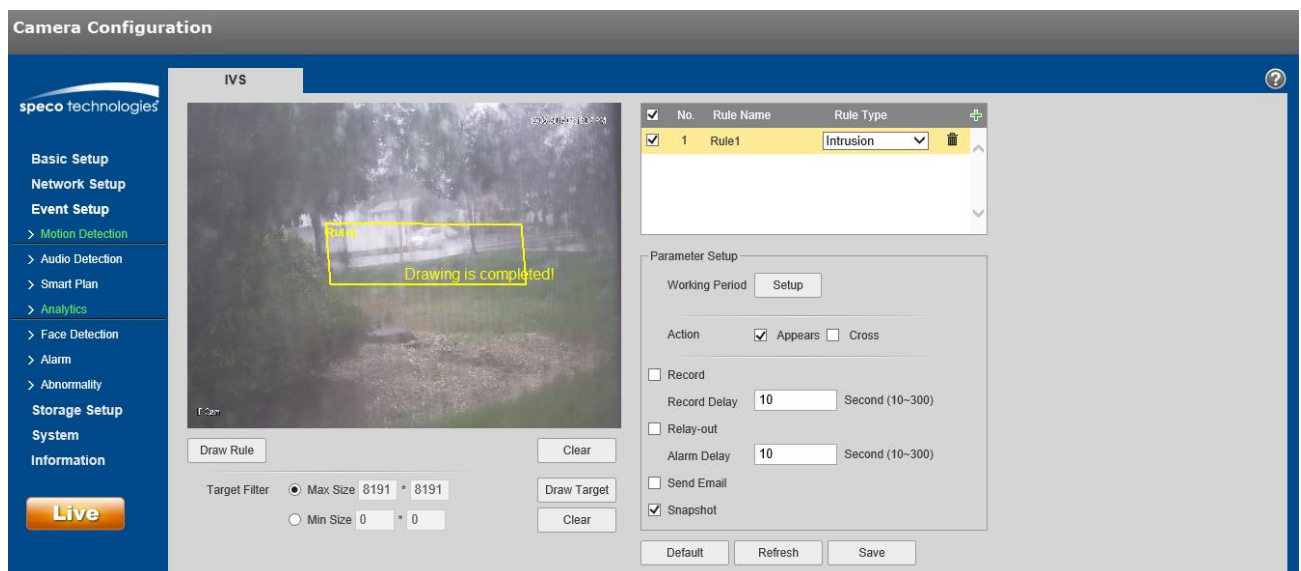 Camera Configuration
speco technologies
IVS
Basic Setup
Network Setup
Event Setup
> Motion Detection
> Audio Detection
> Smart Plan
> Analytics
> Face Detection
> Alarm
> Abnormality
Storage Setup
System
Information
Live
Drawing is completed!
Draw Rule
Clear
Target Filter Max Size 8191 * 8191 Draw Target
Min Size 0 * 0 Clear
No. Rule Name Rule Type
1 Rule1 Intrusion
Parameter Setup
Working Period Setup
Action Appears Cross
Record
Record Delay 10 Second (10~300)
Relay-out
Alarm Delay 10 Second (10~300)
Send Email
Snapshot
Default Refresh Save